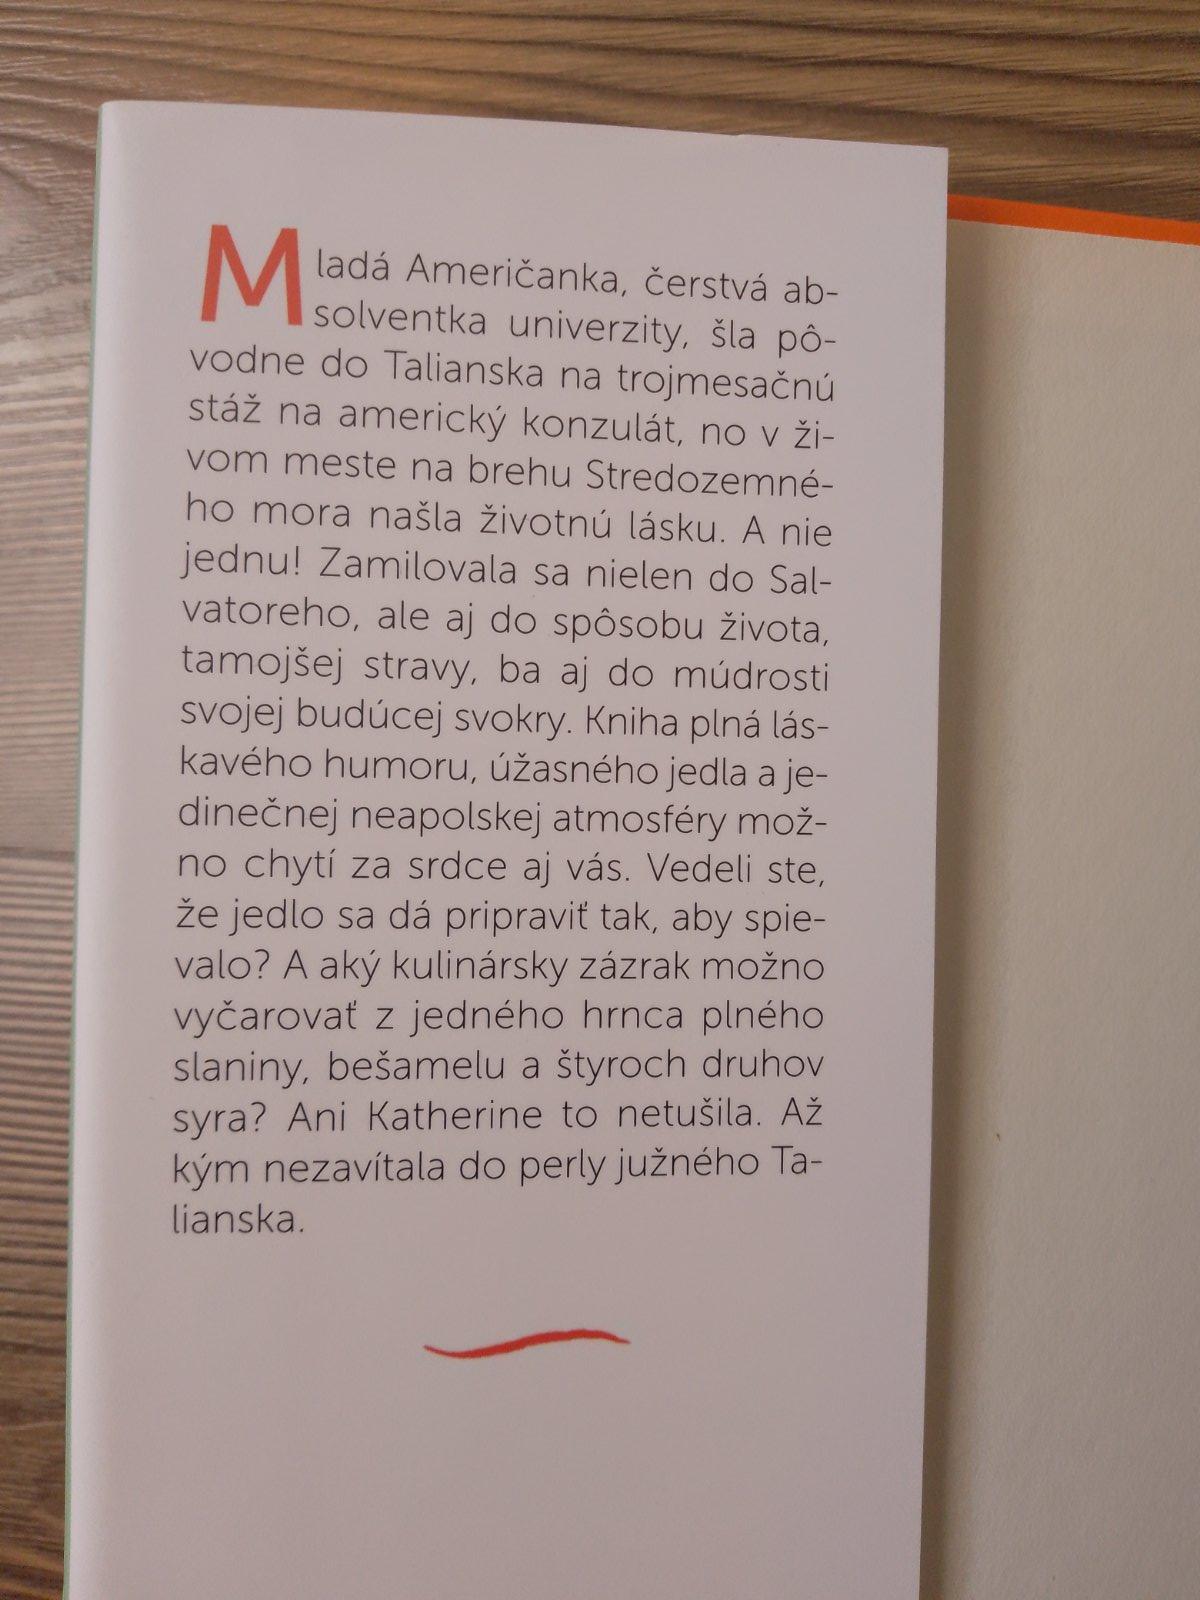 Mladá Američanka, čerstvá ab-
solventka univerzity, šla pô-
vodne do Talianska na trojmesačnú
stáž na americký konzulát, no v ži-
vom meste na brehu Stredozemné-
ho mora našla životnú lásku. A nie
jednu! Zamilovala sa nielen do Sal-
vatoreho, ale aj do spôsobu života,
tamojšej stravy, ba aj do múdrosti
svojej budúcej svokry. Kniha plná lás-
kavého humoru, úžasného jedla a je-
dinečnej neapolskej atmosféry mož-
no chytí za srdce aj vás. Vedeli ste,
že jedlo sa dá pripraviť tak, aby spie-
valo? A aký kulinársky zázrak možno
vyčarovať z jedného hrnca plného
slaniny, bešamelu a štyroch druhov
syra? Ani Katherine to netušila. Až
kým nezavítala do perly južného Ta-
lianska.